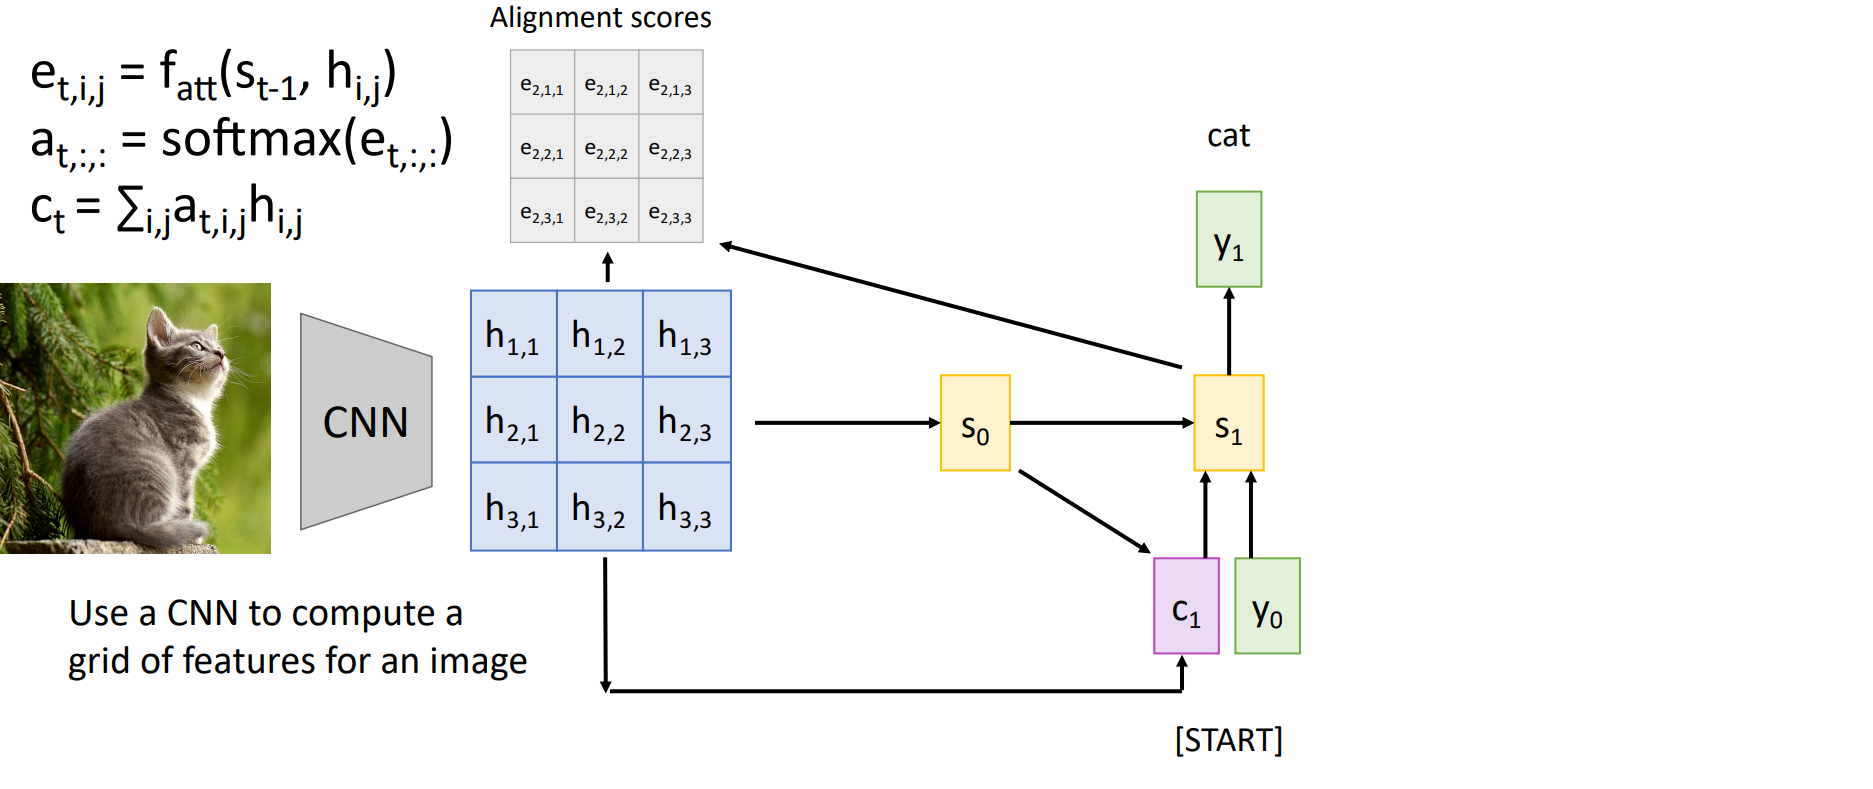 Alignment scores
e_{t,i,j} = f_{att}(s_{t-1}, h_{i,j})
a_{t,:,:} = softmax(e_{t,:,:})
c_t = ∑_{i,j}a_{t,i,j}h_{i,j}
e_{2,1,1} e_{2,1,2} e_{2,1,3}
e_{2,2,1} e_{2,2,2} e_{2,2,3}
e_{2,3,1} e_{2,3,2} e_{2,3,3}
cat
y_1
CNN
h_{1,1} h_{1,2} h_{1,3}
h_{2,1} h_{2,2} h_{2,3}
h_{3,1} h_{3,2} h_{3,3}
s_0
s_1
c_1
y_0
Use a CNN to compute a
grid of features for an image
[START]